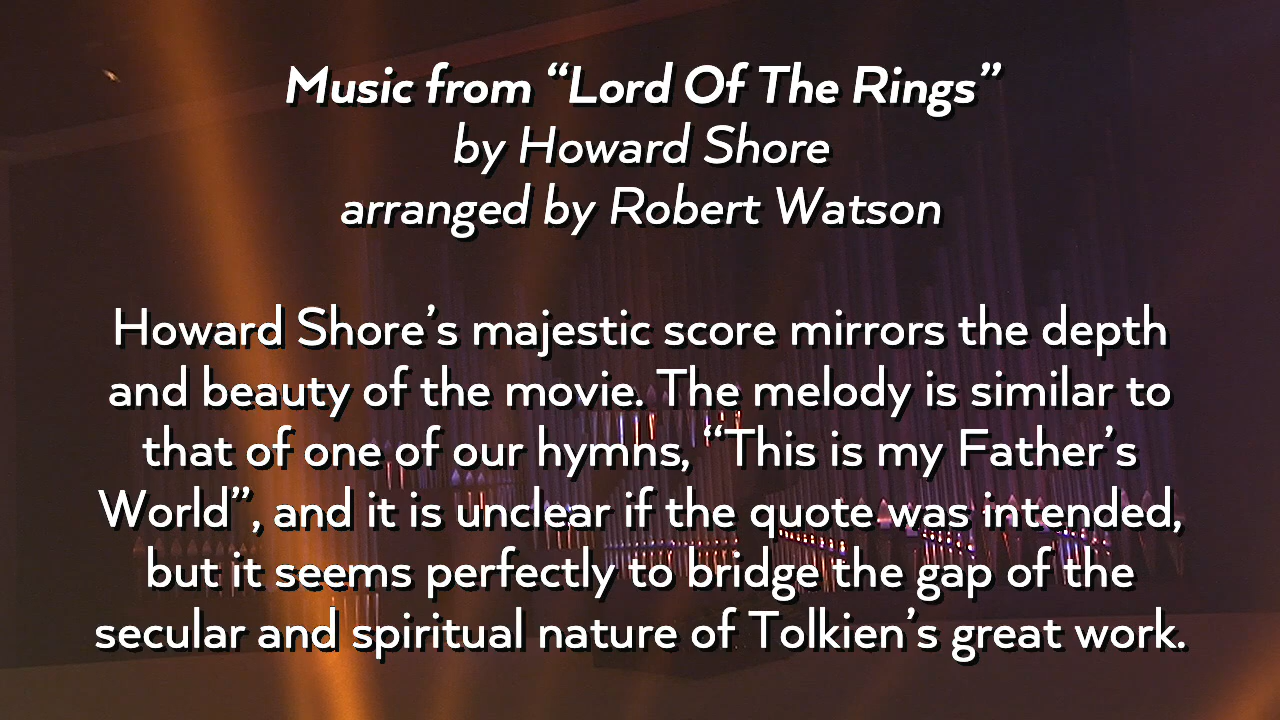 Music from “Lord Of The Rings”
by Howard Shore
arranged by Robert Watson
Howard Shore’s majestic score mirrors the depth
and beauty of the movie. The melody is similar to
that of one of our hymns, “This is my Father’s
World”, and it is unclear if the quote was intended,
but it seems perfectly to bridge the gap of the
secular and spiritual nature of Tolkien’s great work.